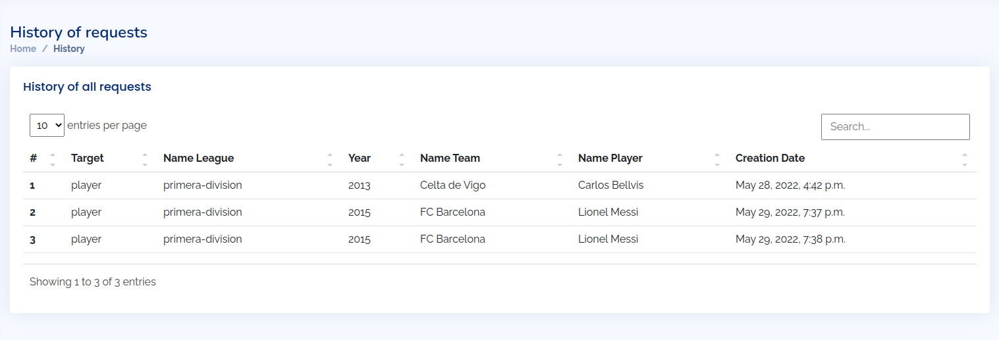 History of requests
Home / History
History of all requests
10 entries per page
Search...
# Target Name League Year Name Team Name Player Creation Date
1 player primera-division 2013 Celta de Vigo Carlos Bellvis May 28, 2022, 4:42 p.m.
2 player primera-division 2015 FC Barcelona Lionel Messi May 29, 2022, 7:37 p.m.
3 player primera-division 2015 FC Barcelona Lionel Messi May 29, 2022, 7:38 p.m.
Showing 1 to 3 of 3 entries